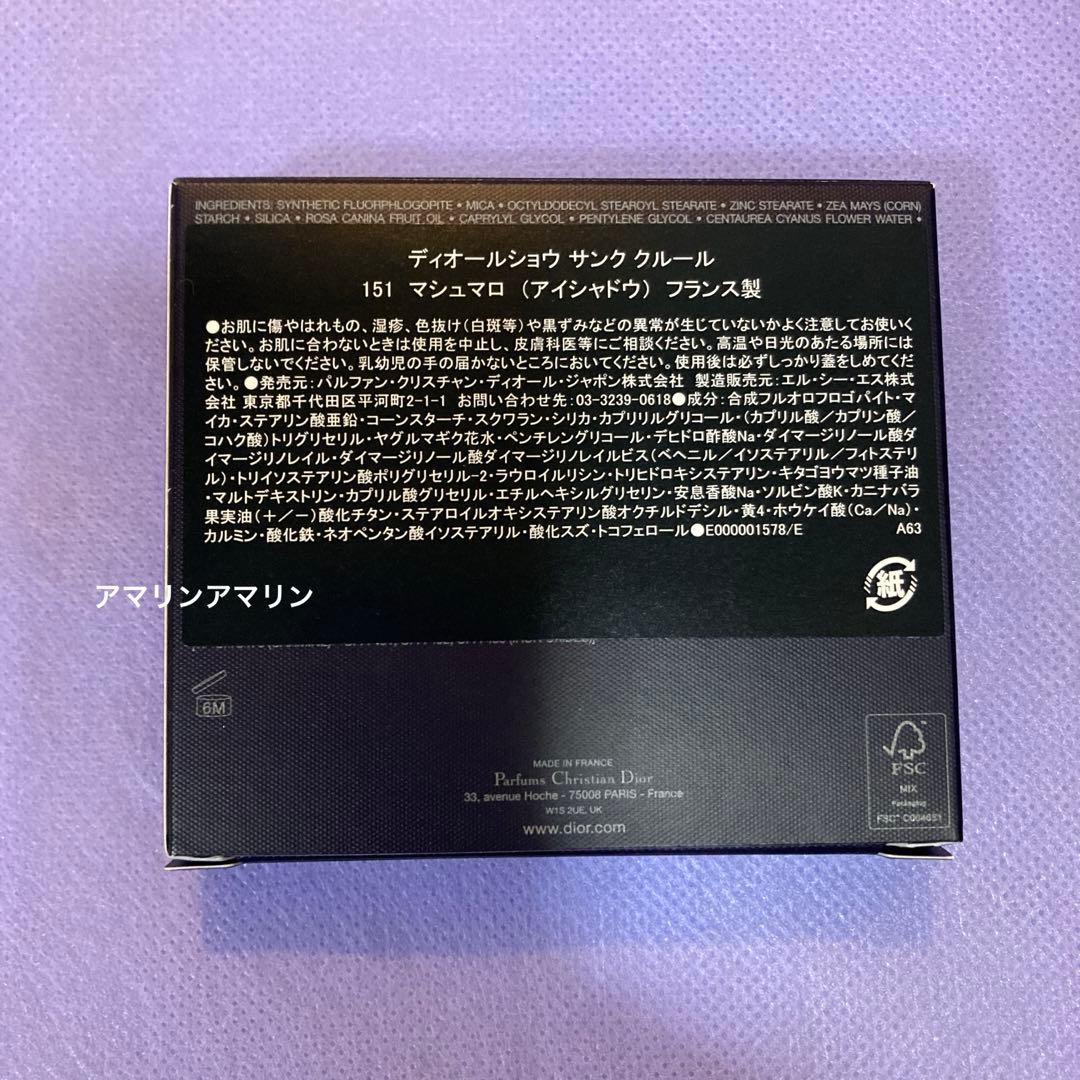 INGREDIENTS: SYNTHETIC FLUORPHLOGOPITE • MICA • OCTYLDODECYL STEAROYL STEARATE • ZINC STEARATE • ZEA MAYS (CORN)
STARCH • SILICA • ROSA CANINA FRUIT OIL • CAPRYLYL GLYCOL • PENTYLENE GLYCOL • CENTAUREA CYANUS FLOWER WATER •
ディオールショウ サンク クルール
151 マシュマロ （アイシャドウ） フランス製
●お肌に傷やはれもの、湿疹、色抜け(白斑等)や黒ずみなどの異常が生じていないかよく注意してお使いく
ださい。お肌に合わないときは使用を中止し、皮膚科医等にご相談ください。高温や日光のあたる場所には
保管しないでください。乳幼児の手の届かないところにおいてください。使用後は必ずしっかり蓋をしめてくだ
さい。●発売元：パルファン・クリスチャン・ディオール・ジャポン株式会社 製造販売元：エル・シー・エス株式
会社 東京都千代田区平河町2-1-1 お問い合わせ先：03-3239-0618●成分：合成フルオロフロゴパイト・マ
イカ・ステアリン酸亜鉛・コーンスターチ・スクワラン・シリカ・カプリリルグリコール・(カプリル酸／カプリン酸／
コハク酸)トリグリセリル・ヤグルマギク花水・ペンチレングリコール・デヒドロ酢酸Na・ダイマージリノール酸ダ
イマージリノレイル・ダイマージリノール酸ダイマージリノレイルビス(ベヘニル／イソステアリル／フィトステリ
ル)・トリイソステアリン酸ポリグリセリル-2・ラウロイルリシン・トリヒドロキシステアリン・キタゴヨウマツ種子油
・マルトデキストリン・カプリル酸グリセリル・エチルヘキシルグリセリン・安息香酸Na・ソルビン酸K・カニナバラ
果実油(＋/－)酸化チタン・ステアロイルオキシステアリン酸オクチルドデシル・黄4・ホウケイ酸(Ca／Na)・
カルミン・酸化鉄・ネオペンタン酸イソステアリル・酸化スズ・トコフェロール●E000001578/E A63
紙
アマリンアマリン
6M
MADE IN FRANCE
Parfums Christian Dior
33, avenue Hoche - 75008 PARIS - France
W1S 2UE, UK
www.dior.com
FSC
MIX
Packaging
FSC™ C004631